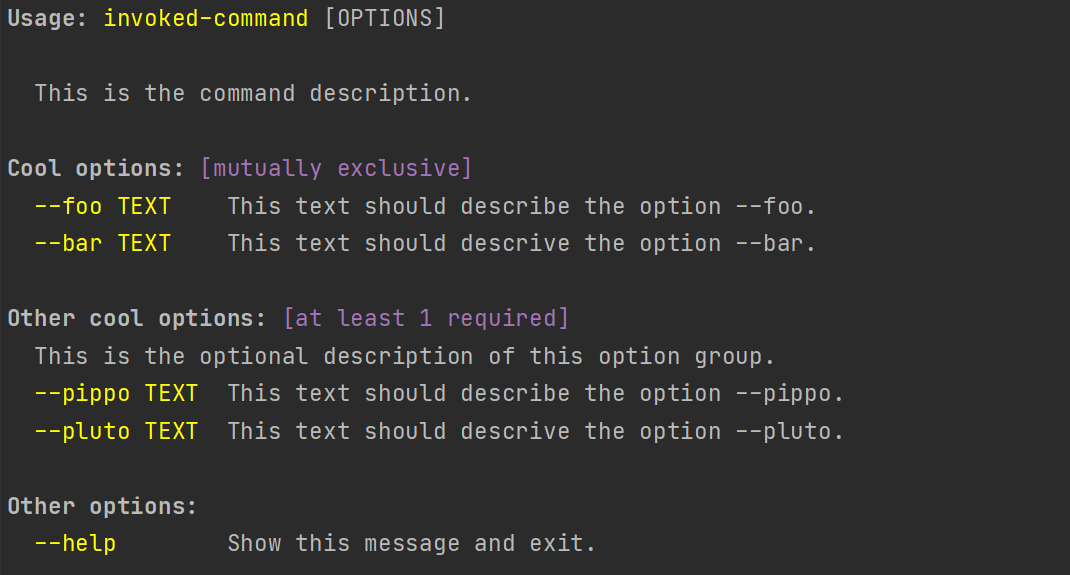 Usage: invoked-command [OPTIONS]
This is the command description.
Cool options: [mutually exclusive]
--foo TEXT    This text should describe the option --foo.
--bar TEXT    This text should descrive the option --bar.
Other cool options: [at least 1 required]
This is the optional description of this option group.
--pippo TEXT  This text should describe the option --pippo.
--pluto TEXT  This text should descrive the option --pluto.
Other options:
--help        Show this message and exit.